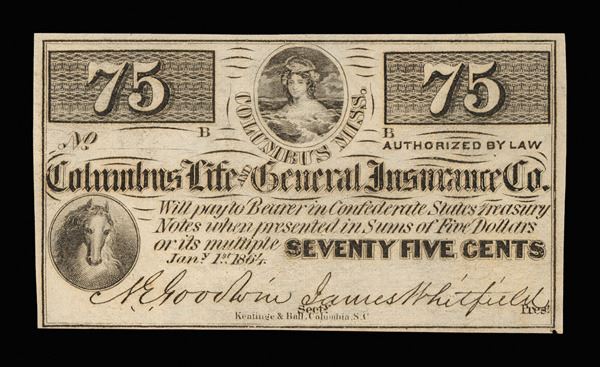 75 75
COLUMBUS MISS.
B B
No AUTHORIZED BY LAW
Columbus Life AND General Insurance Co.
Will pay to Bearer in Confederate States Treasury
Notes when presented in Sums of Five Dollars
or its multiple SEVENTY FIVE CENTS
Jany. 1st. 1864.
N.E. Goodwin James Whitfield
Secy. Prest.
Keatinge & Ball, Columbia, S.C